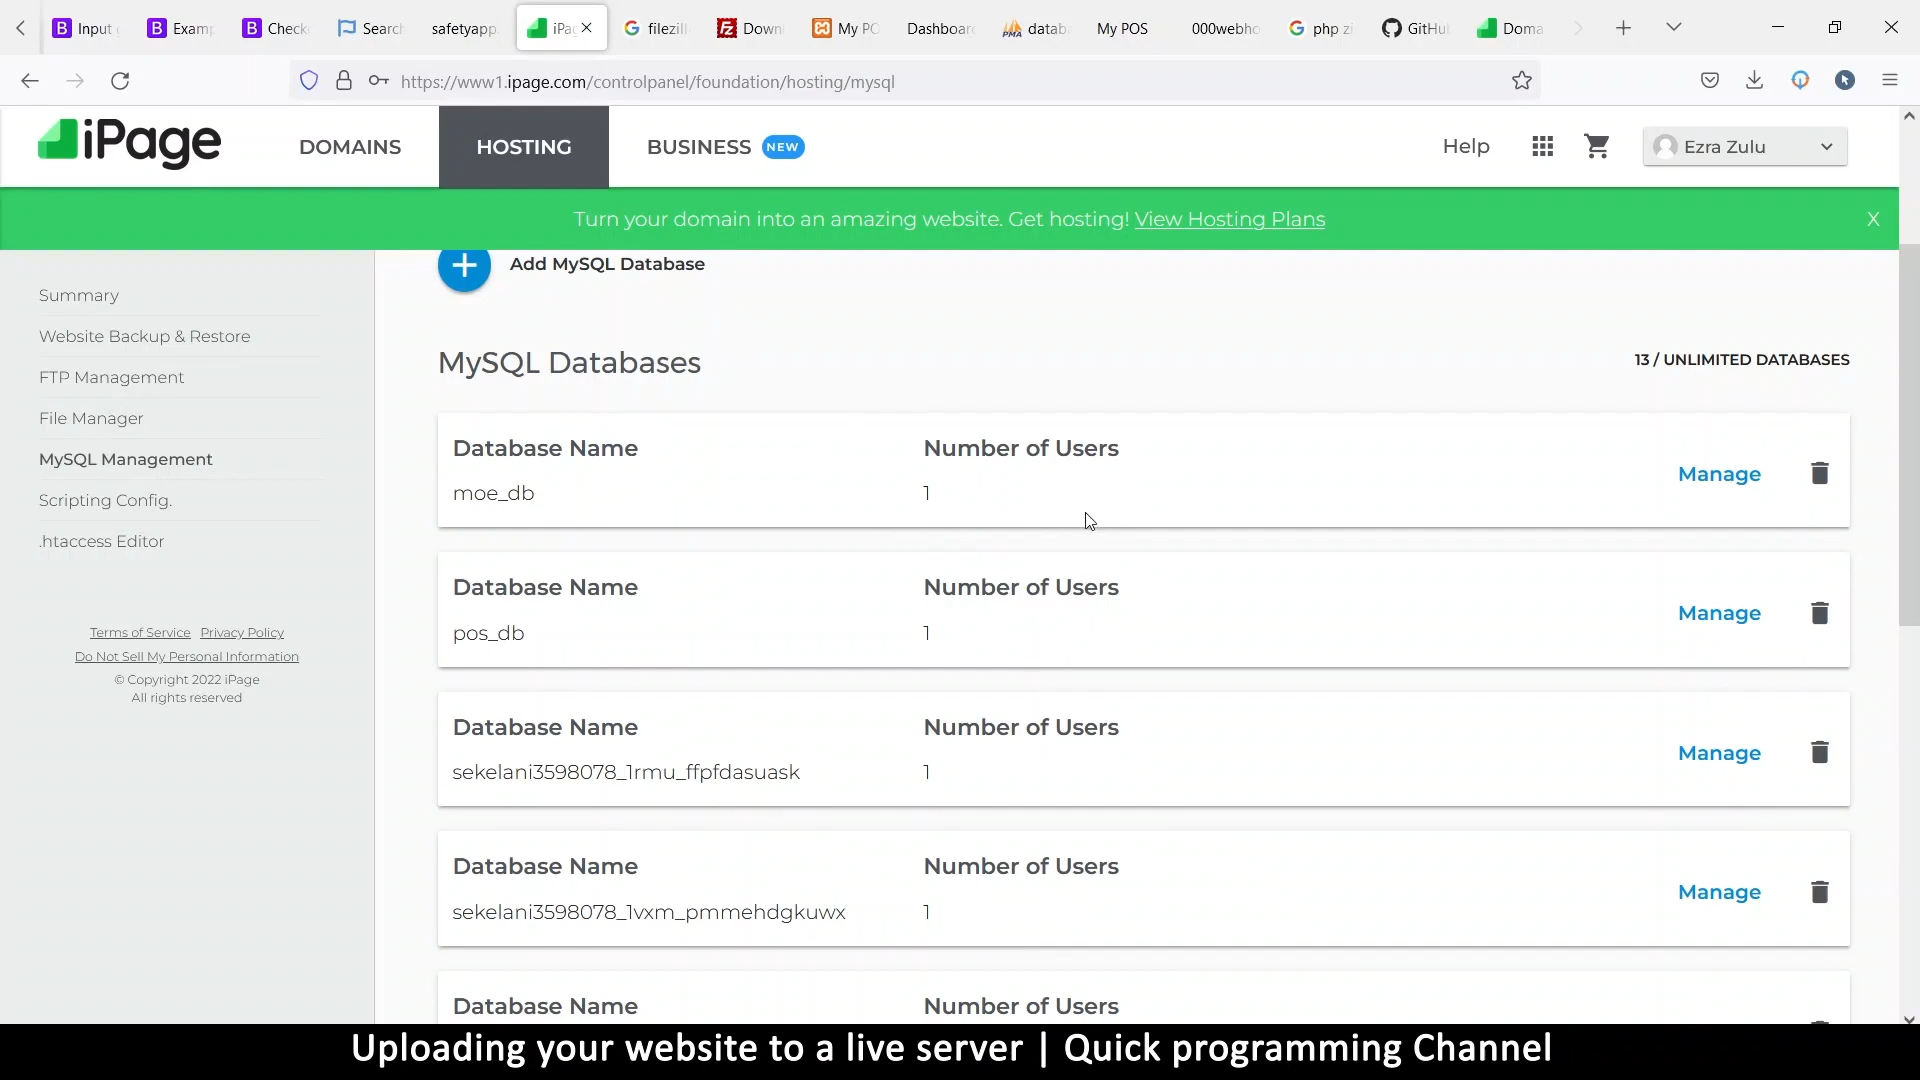 Input
Examp
Check
Search
safetyapp.
iPag
filezill
Down
My PO
Dashboard
datab
My POS
000webho
php zi
GitHu
Doma
https://www1.ipage.com/controlpanel/foundation/hosting/mysql
iPage
DOMAINS
HOSTING
BUSINESS NEW
Help
Ezra Zulu
Turn your domain into an amazing website. Get hosting! View Hosting Plans
X
Add MySQL Database
Summary
Website Backup & Restore
FTP Management
File Manager
MySQL Management
Scripting Config.
.htaccess Editor
Terms of Service Privacy Policy
Do Not Sell My Personal Information
© Copyright 2022 iPage
All rights reserved
MySQL Databases
13 / UNLIMITED DATABASES
Database Name Number of Users
moe_db 1
Manage
Database Name Number of Users
pos_db 1
Manage
Database Name Number of Users
sekelani3598078_1rmu_ffpfdasuask 1
Manage
Database Name Number of Users
sekelani3598078_1vxm_pmmehdgkuwx 1
Manage
Database Name Number of Users
Uploading your website to a live server | Quick programming Channel